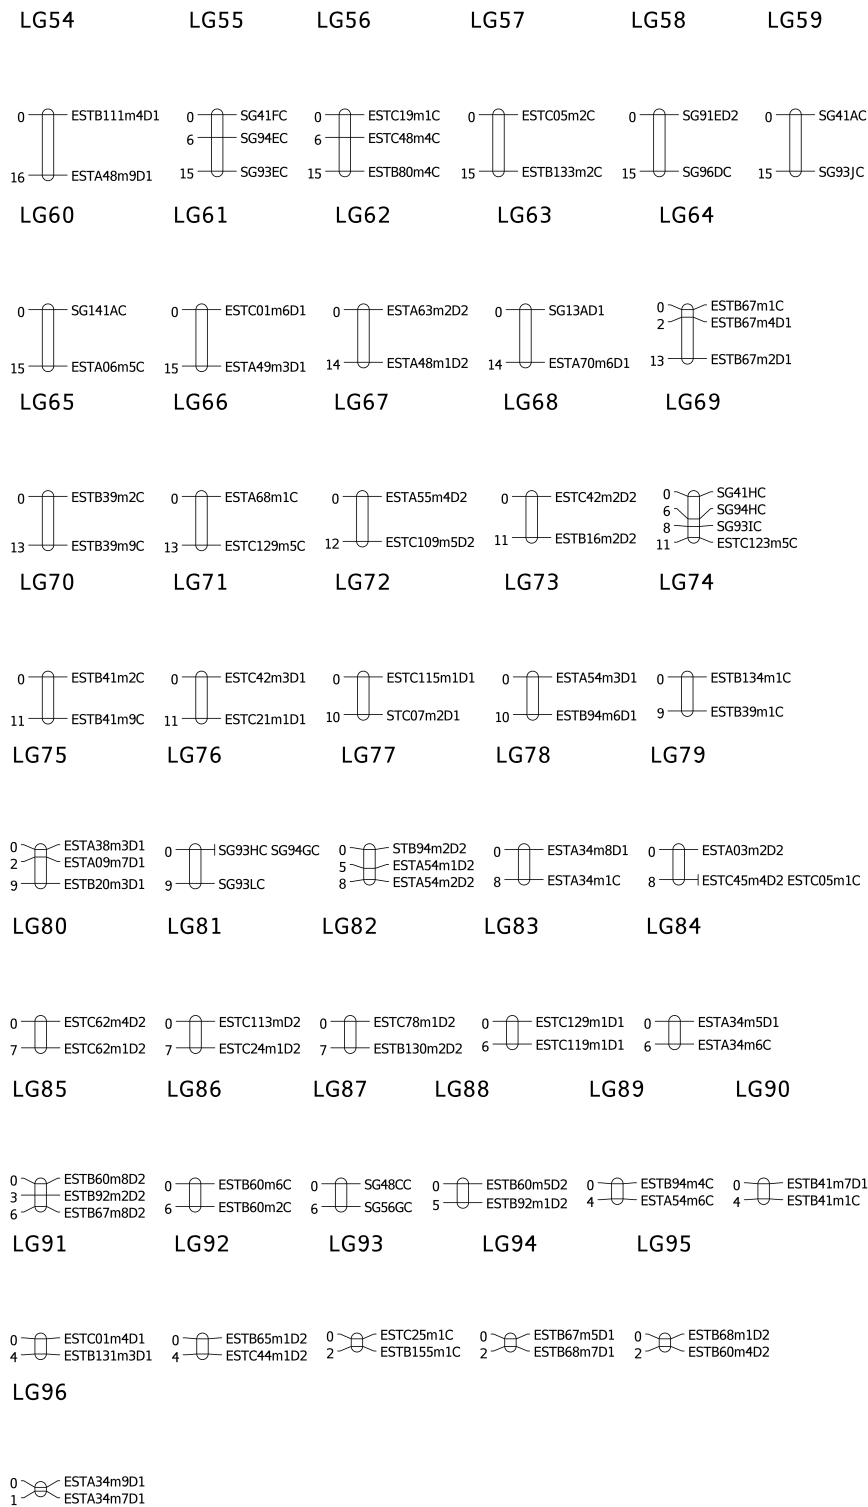 LG54 LG55 LG56 LG57 LG58 LG59
0 ESTB111m4D1 0 SG41FC 0 ESTC19m1C 0 ESTC05m2C 0 SG91ED2 0 SG41AC
6 SG94EC 6 ESTC48m4C
16 ESTA48m9D1 15 SG93EC 15 ESTB80m4C 15 ESTB133m2C 15 SG96DC 15 SG93JC
LG60 LG61 LG62 LG63 LG64
0 SG141AC 0 ESTC01m6D1 0 ESTA63m2D2 0 SG13AD1 0 ESTB67m1C
2 ESTB67m4D1
15 ESTA06m5C 15 ESTA49m3D1 14 ESTA48m1D2 14 ESTA70m6D1 13 ESTB67m2D1
LG65 LG66 LG67 LG68 LG69
0 ESTB39m2C 0 ESTA68m1C 0 ESTA55m4D2 0 ESTC42m2D2 0 SG41HC
6 SG94HC
8 SG93IC
13 ESTB39m9C 13 ESTC129m5C 12 ESTC109m5D2 11 ESTB16m2D2 11 ESTC123m5C
LG70 LG71 LG72 LG73 LG74
0 ESTB41m2C 0 ESTC42m3D1 0 ESTC115m1D1 0 ESTA54m3D1 0 ESTB134m1C
11 ESTB41m9C 11 ESTC21m1D1 10 STC07m2D1 10 ESTB94m6D1 9 ESTB39m1C
LG75 LG76 LG77 LG78 LG79
0 ESTA38m3D1 0 SG93HC SG94GC 0 STB94m2D2 0 ESTA34m8D1 0 ESTA03m2D2
2 ESTA09m7D1 5 ESTA54m1D2
9 ESTB20m3D1 9 SG93LC 8 ESTA54m2D2 8 ESTA34m1C 8 ESTC45m4D2 ESTC05m1C
LG80 LG81 LG82 LG83 LG84
0 ESTC62m4D2 0 ESTC113mD2 0 ESTC78m1D2 0 ESTC129m1D1 0 ESTA34m5D1
7 ESTC62m1D2 7 ESTC24m1D2 7 ESTB130m2D2 6 ESTC119m1D1 6 ESTA34m6C
LG85 LG86 LG87 LG88 LG89 LG90
0 ESTB60m8D2 0 ESTB60m6C 0 SG48CC 0 ESTB60m5D2 0 ESTB94m4C 0 ESTB41m7D1
3 ESTB92m2D2
6 ESTB67m8D2 6 ESTB60m2C 6 SG56GC 5 ESTB92m1D2 4 ESTA54m6C 4 ESTB41m1C
LG91 LG92 LG93 LG94 LG95
0 ESTC01m4D1 0 ESTB65m1D2 0 ESTC25m1C 0 ESTB67m5D1 0 ESTB68m1D2
4 ESTB131m3D1 4 ESTC44m1D2 2 ESTB155m1C 2 ESTB68m7D1 2 ESTB60m4D2
LG96
0 ESTA34m9D1
1 ESTA34m7D1